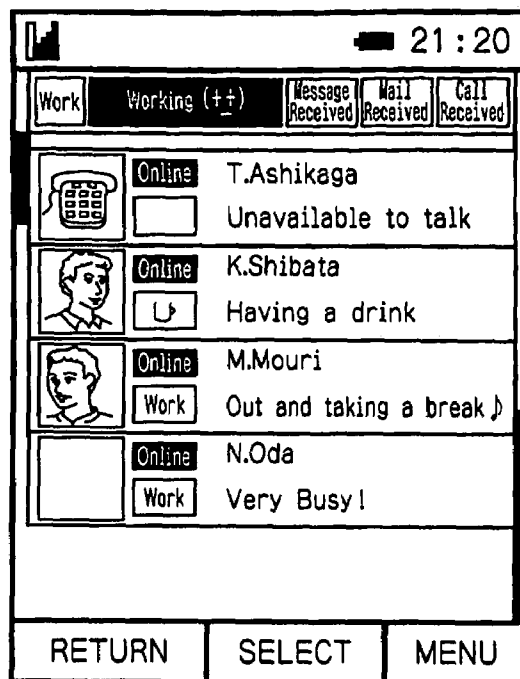 21:20
Work Working (±±) Message Received Mail Received Call Received
Online T.Ashikaga
Unavailable to talk
Online K.Shibata
Having a drink
Online M.Mouri
Work Out and taking a break♪
Online N.Oda
Work Very Busy!
RETURN SELECT MENU